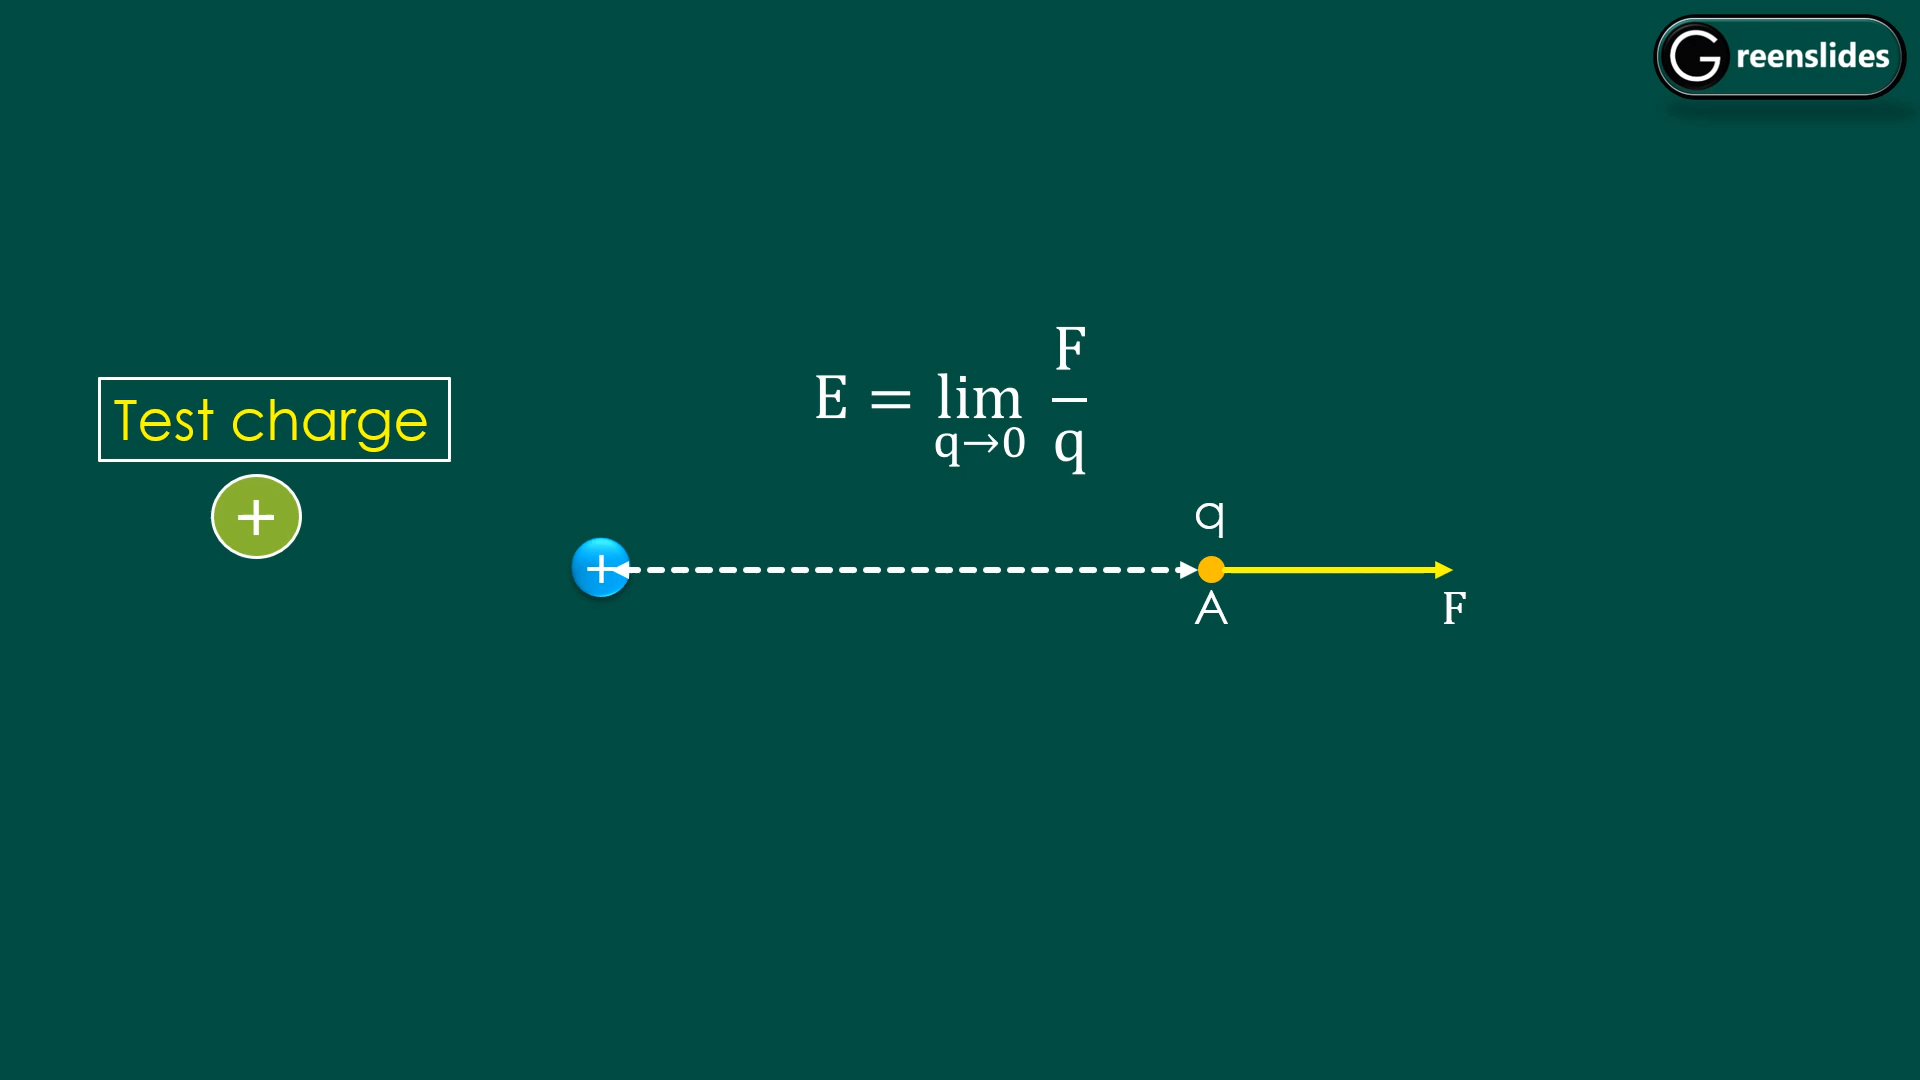 Greenslides
Test charge
+
E = lim q→0 F/q
q
+
A
F